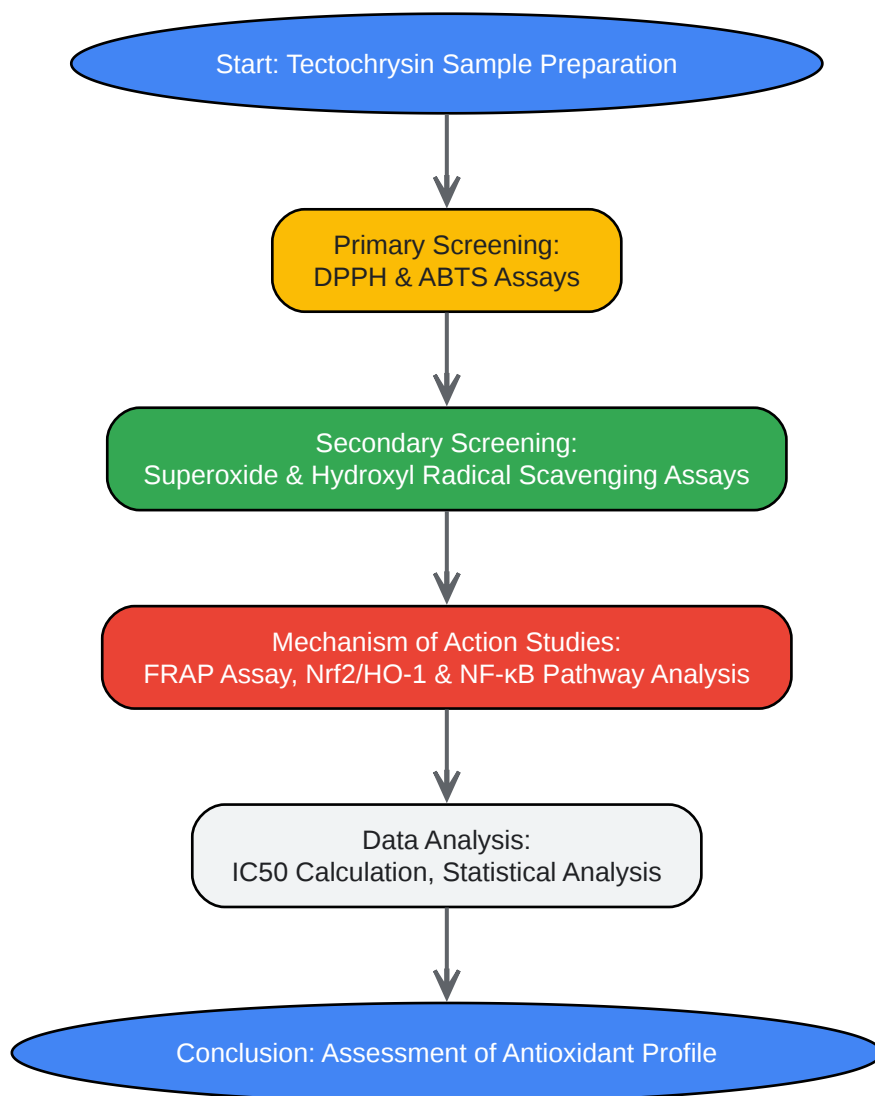 Start: Tectochrysin Sample Preparation
Primary Screening:
DPPH & ABTS Assays
Secondary Screening:
Superoxide & Hydroxyl Radical Scavenging Assays
Mechanism of Action Studies:
FRAP Assay, Nrf2/HO-1 & NF-κB Pathway Analysis
Data Analysis:
IC50 Calculation, Statistical Analysis
Conclusion: Assessment of Antioxidant Profile